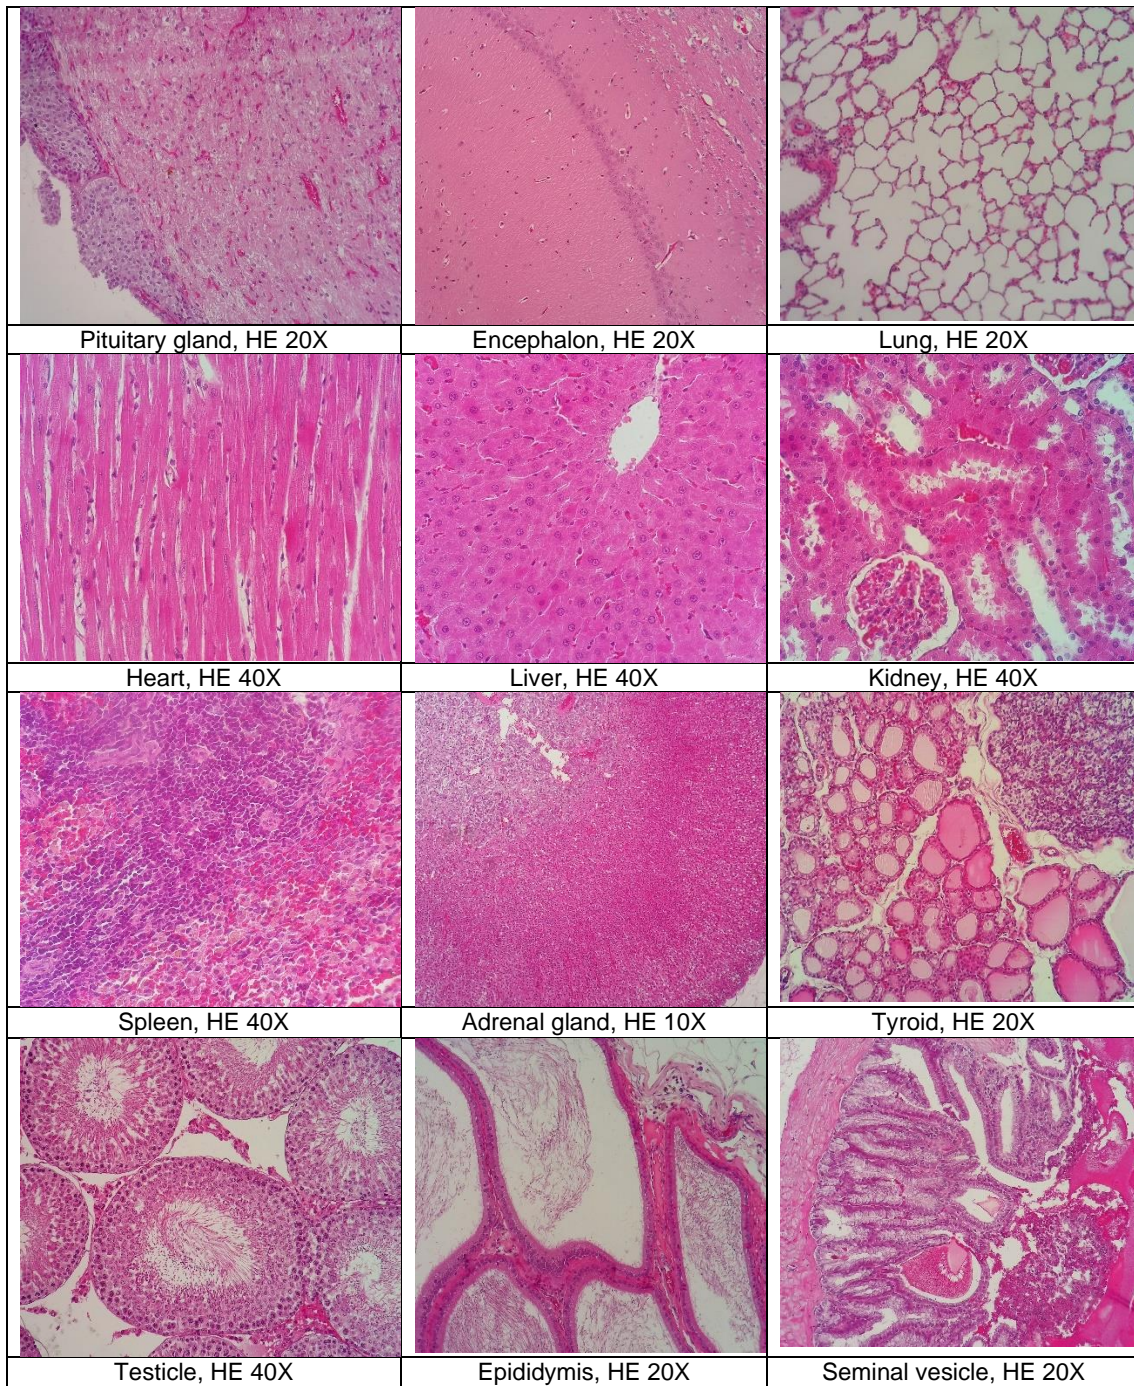 Pituitary gland, HE 20X
Encephalon, HE 20X
Lung, HE 20X
Heart, HE 40X
Liver, HE 40X
Kidney, HE 40X
Spleen, HE 40X
Adrenal gland, HE 10X
Tyroid, HE 20X
Testicle, HE 40X
Epididymis, HE 20X
Seminal vesicle, HE 20X